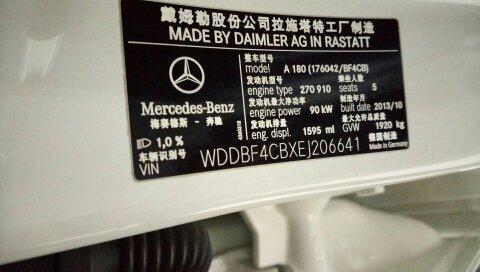 戴姆勒股份公司拉施塔特工厂制造
MADE BY DAIMLER AG IN RASTATT
整车型号
model A 180 (176042/BF4CB)
发动机型号 乘坐人数
engine type 270 910 seats 5
发动机最大净功率 制造年月
engine power 90 kW built date 2013/10
发动机排量 最大允许总质量
eng. displ. 1595 ml GVW 1920 kg
德国制造
Made in Germany
Mercedes-Benz
梅赛德斯 - 奔驰
1,0 %
车辆识别号
VIN WDDBF4CBXEJ206641